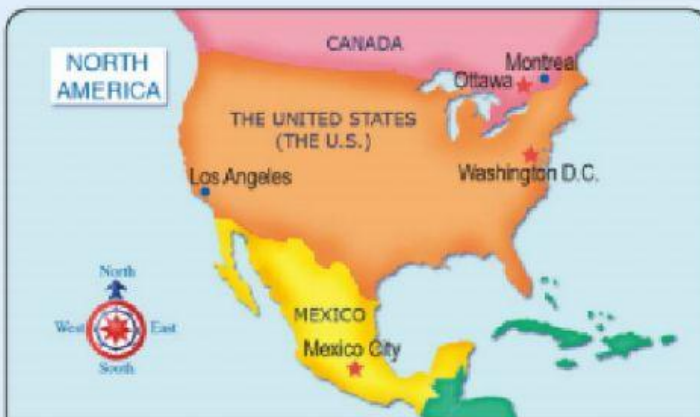 NORTH
AMERICA
CANADA
Montreal
Ottawa
THE UNITED STATES
(THE U.S.)
Washington D.C.
Los Angeles
North
West
East
South
MEXICO
Mexico City